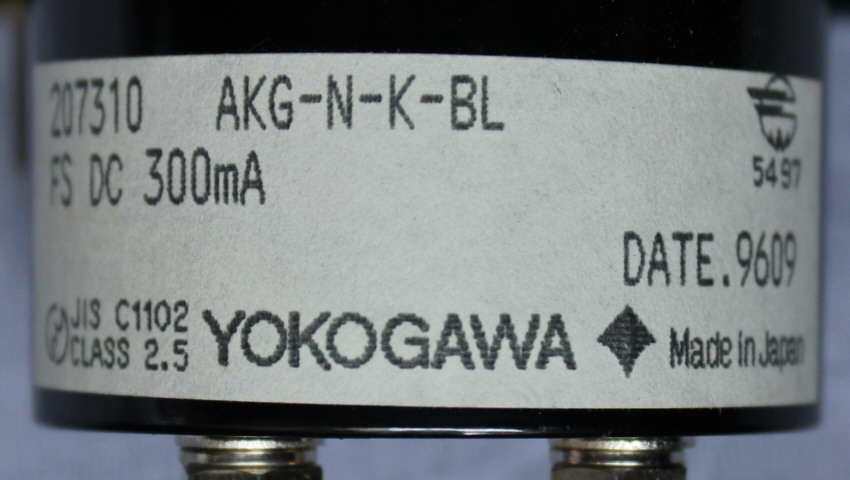 207310 AKG-N-K-BL
FS DC 300mA
5497
DATE.9609
JIS C1102
CLASS 2.5
YOKOGAWA Made in Japan